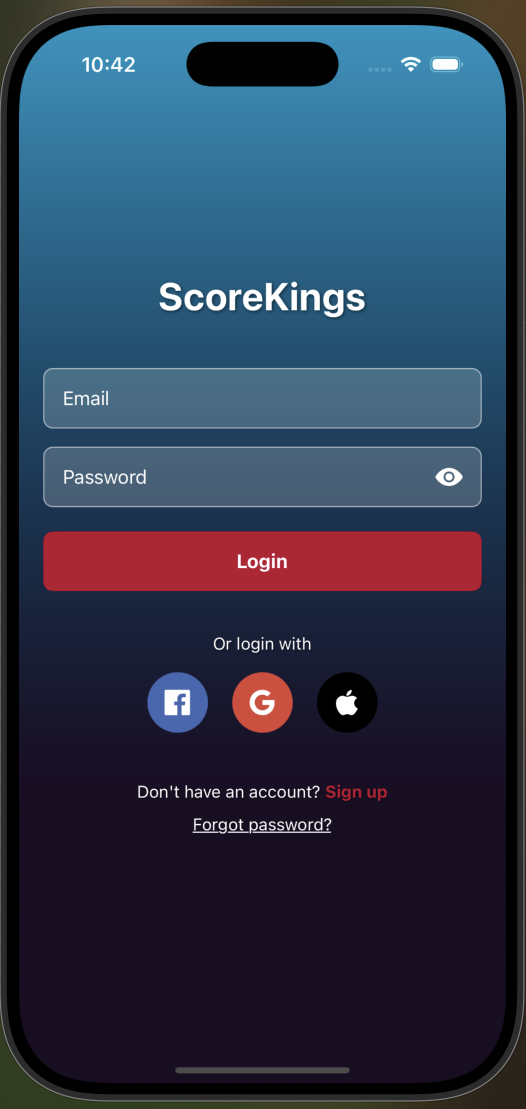 10:42
ScoreKings
Email
Password
Login
Or login with
Don't have an account? Sign up
Forgot password?